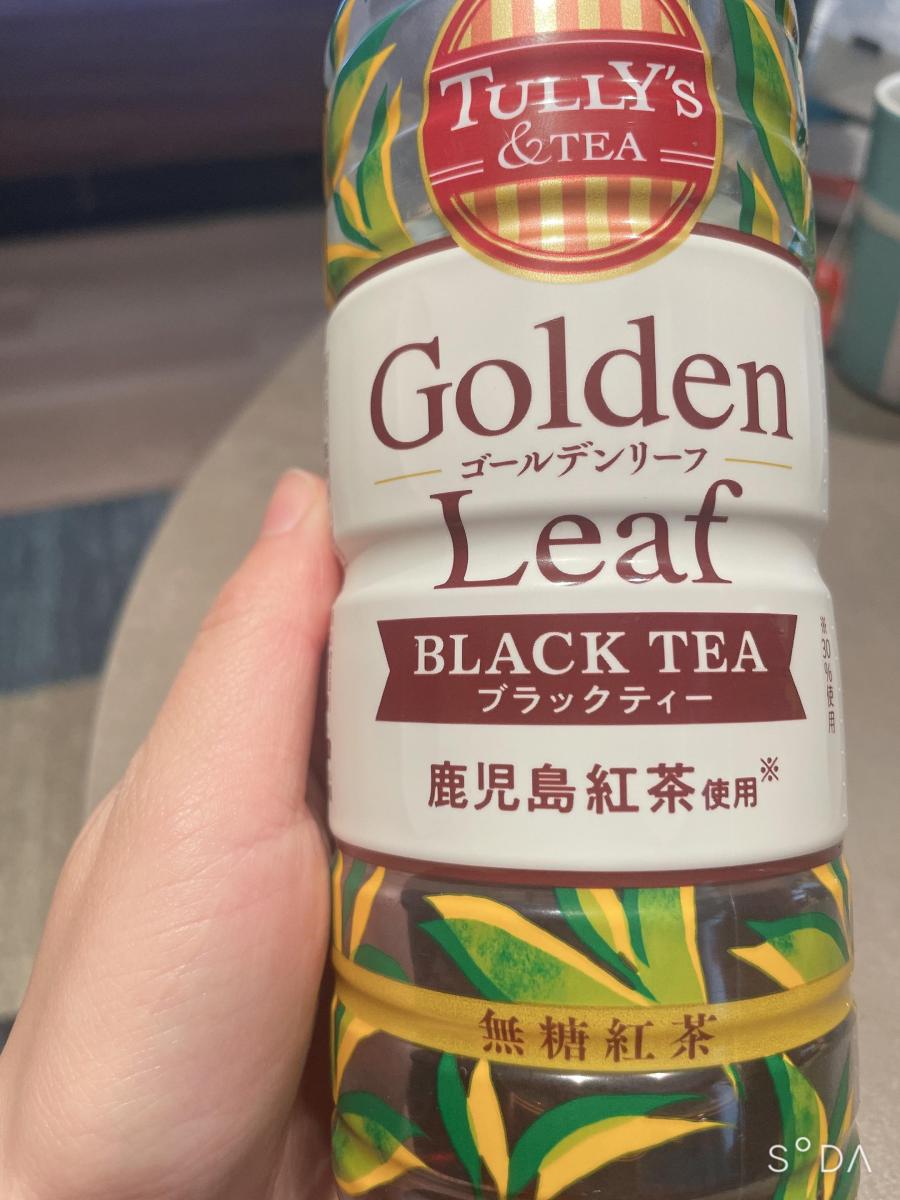 TULLY'S
& TEA
Golden
ゴールデンリーフ
Leaf
BLACK TEA
ブラックティー
※30%使用
鹿児島紅茶使用※
無糖紅茶
SODA